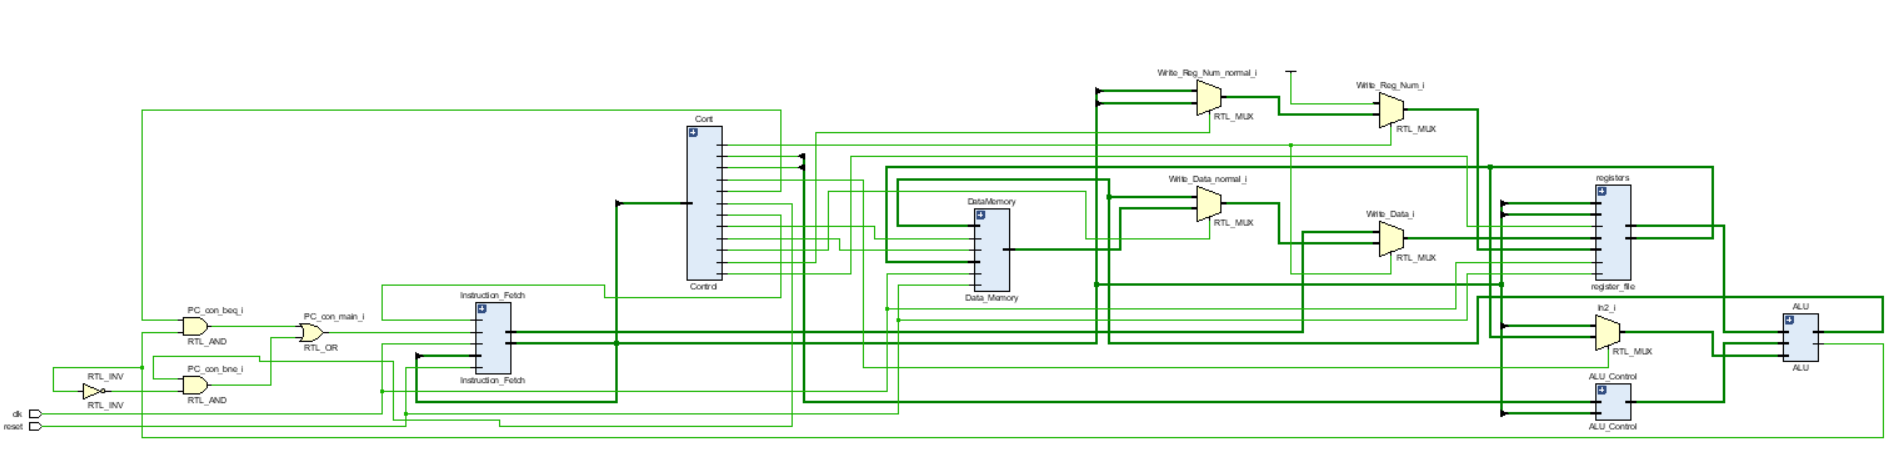 Write_Reg_Num_normal_i
RTL_MUX
Write_Reg_Num_i
RTL_MUX
Cont
Control
Write_Data_normal_i
RTL_MUX
registers
register_file
DataMemory
Data_Memory
Write_Data_i
RTL_MUX
Instruction_Fetch
Instruction_Fetch
PC_con_beq_i
RTL_AND
PC_con_main_i
RTL_OR
In2_i
RTL_MUX
ALU
ALU
RTL_INV
RTL_INV
PC_con_bne_i
RTL_AND
ALU_Control
ALU_Control
clk
reset